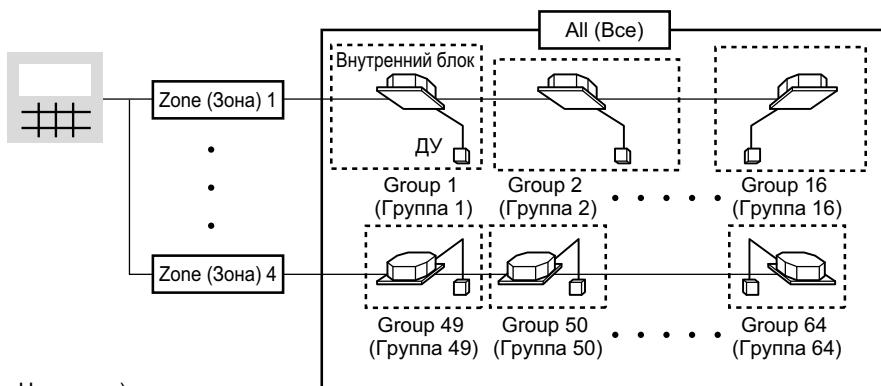 All (Все)
Внутренний блок
Zone (Зона) 1
ДУ
Group 1
(Группа 1)
Group 2
(Группа 2)
Group 16
(Группа 16)
Zone (Зона) 4
Group 49
(Группа 49)
Group 50
(Группа 50)
Group 64
(Группа 64)